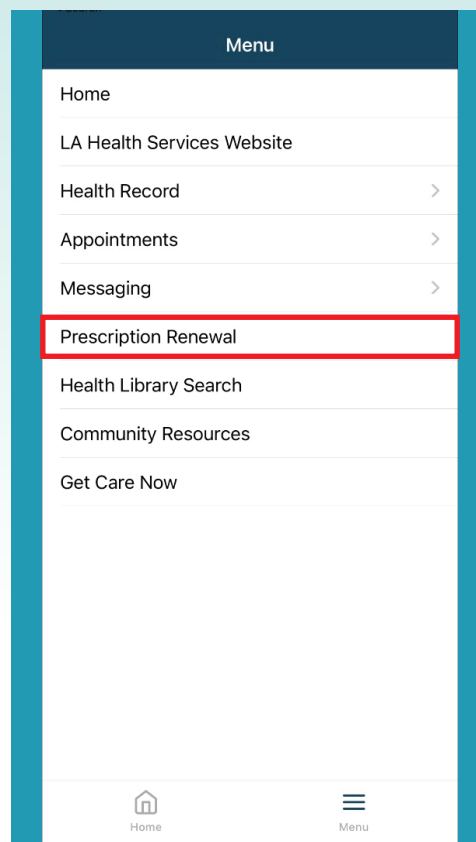 Menu
Home
LA Health Services Website
Health Record
Appointments
Messaging
Prescription Renewal
Health Library Search
Community Resources
Get Care Now
Home
Menu